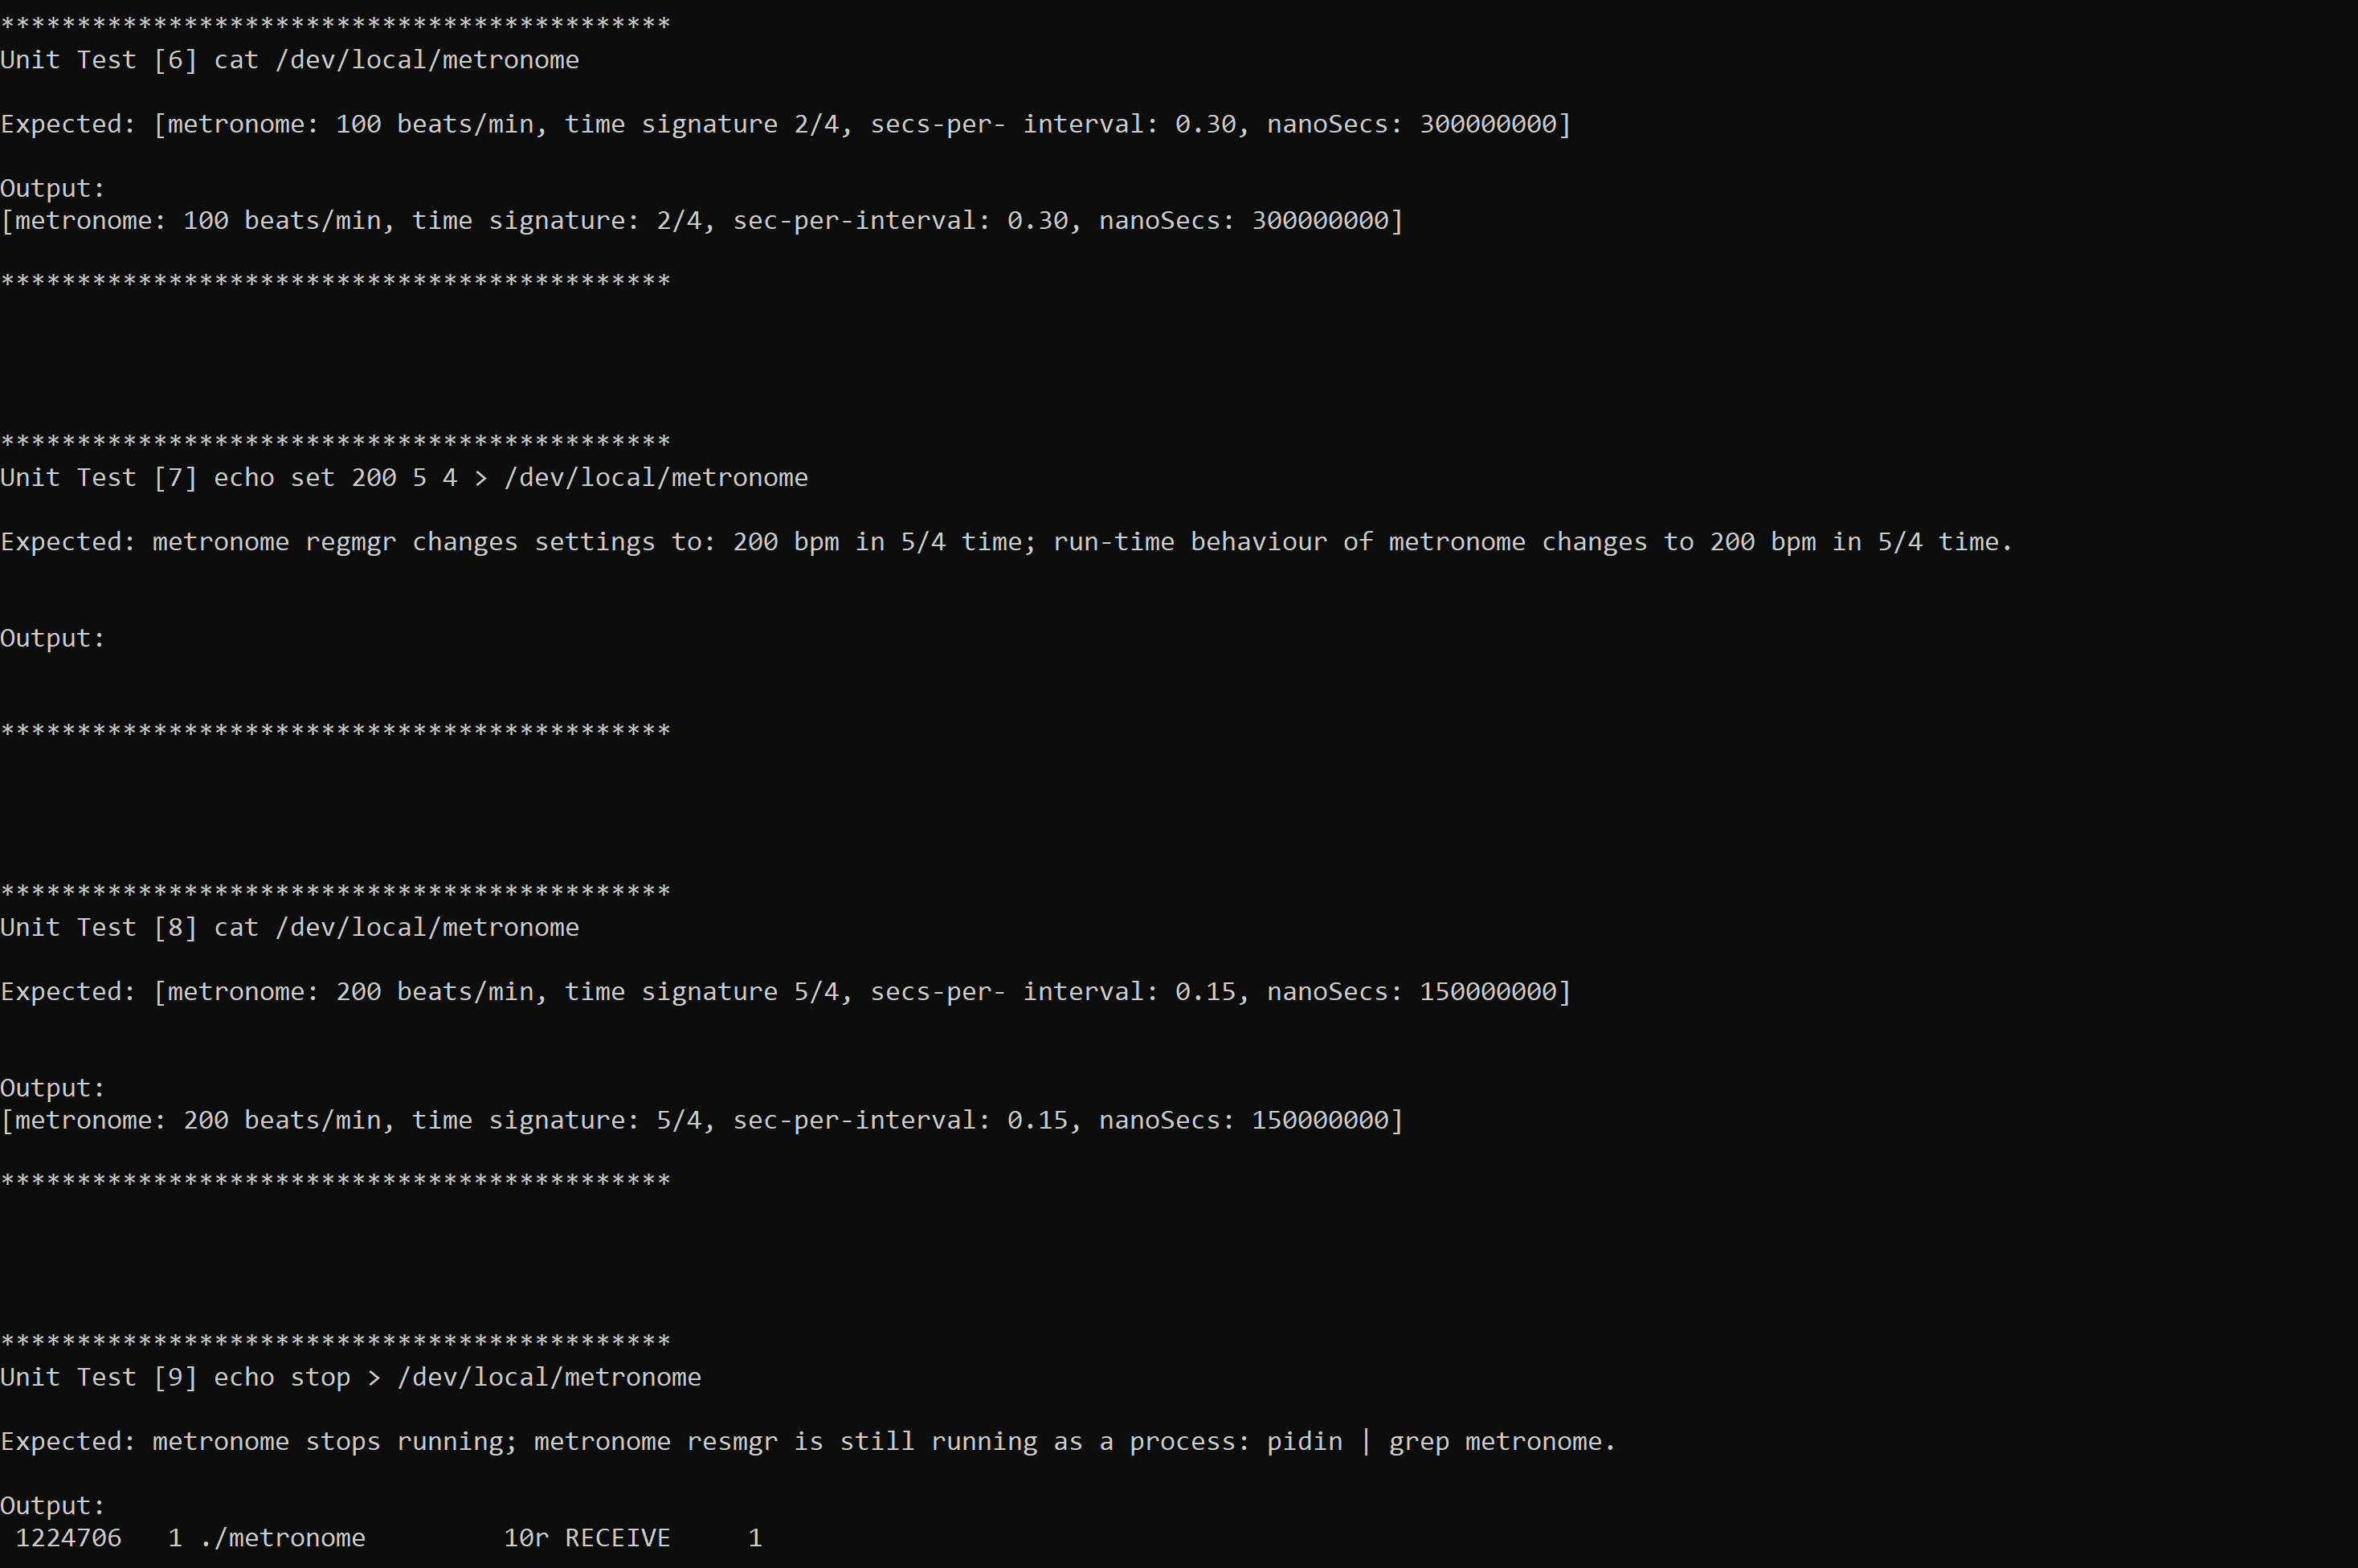 ********************************************
Unit Test [6] cat /dev/local/metronome
Expected: [metronome: 100 beats/min, time signature 2/4, secs-per- interval: 0.30, nanoSecs: 300000000]
Output:
[metronome: 100 beats/min, time signature: 2/4, sec-per-interval: 0.30, nanoSecs: 300000000]
********************************************
********************************************
Unit Test [7] echo set 200 5 4 > /dev/local/metronome
Expected: metronome regmgr changes settings to: 200 bpm in 5/4 time; run-time behaviour of metronome changes to 200 bpm in 5/4 time.
Output:
********************************************
********************************************
Unit Test [8] cat /dev/local/metronome
Expected: [metronome: 200 beats/min, time signature 5/4, secs-per- interval: 0.15, nanoSecs: 150000000]
Output:
[metronome: 200 beats/min, time signature: 5/4, sec-per-interval: 0.15, nanoSecs: 150000000]
********************************************
********************************************
Unit Test [9] echo stop > /dev/local/metronome
Expected: metronome stops running; metronome resmgr is still running as a process: pidin | grep metronome.
Output:
 1224706   1 ./metronome         10r RECEIVE     1